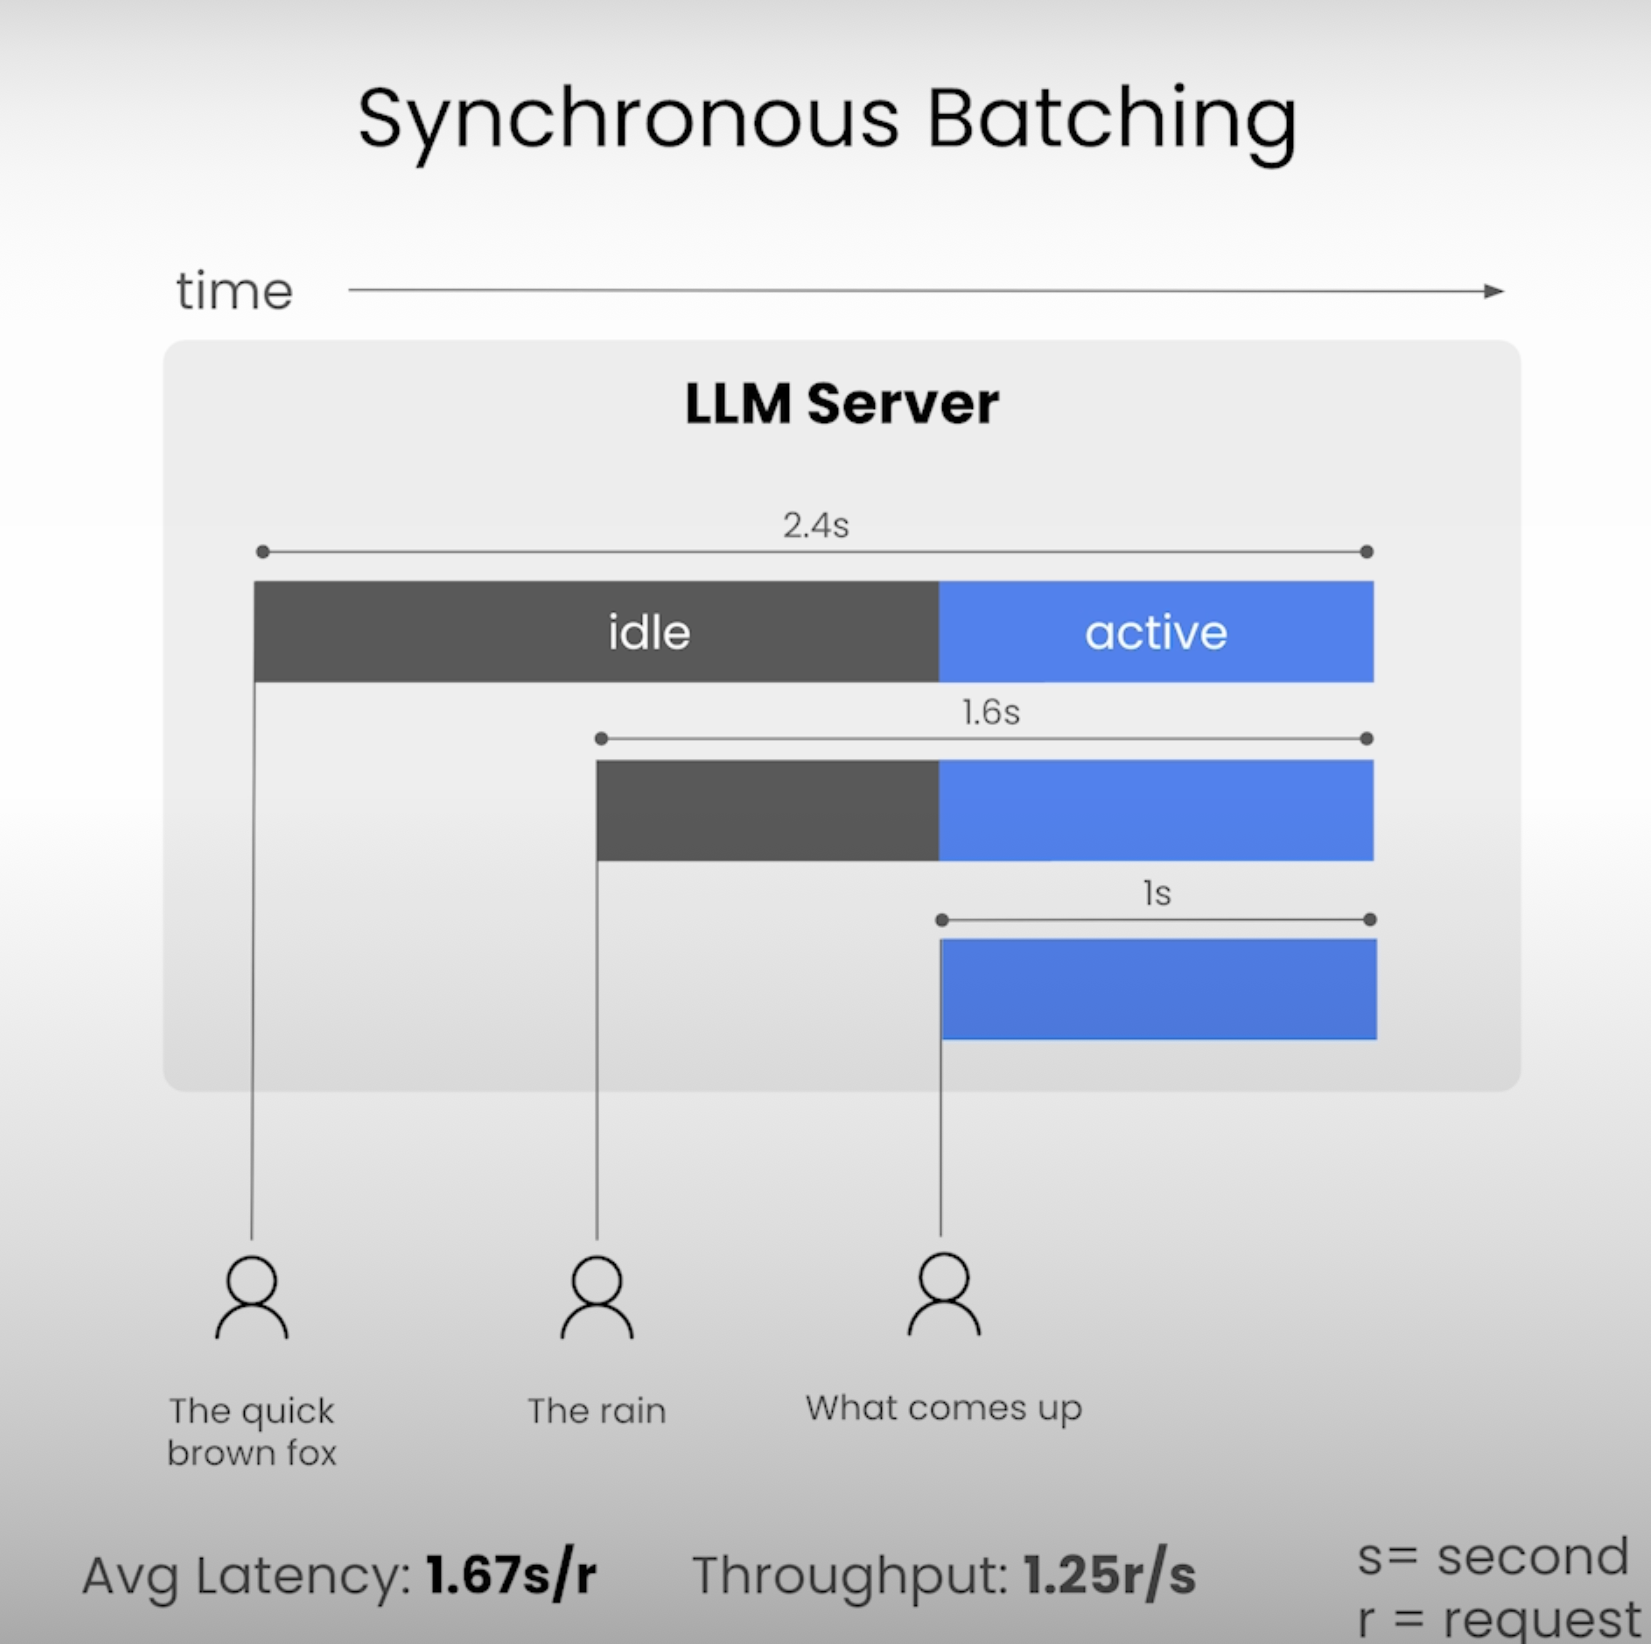 Synchronous Batching
time
LLM Server
2.4s
idle
active
1.6s
1s
The quick
brown fox
The rain
What comes up
Avg Latency: 1.67s/r
Throughput: 1.25r/s
s= second
r = request